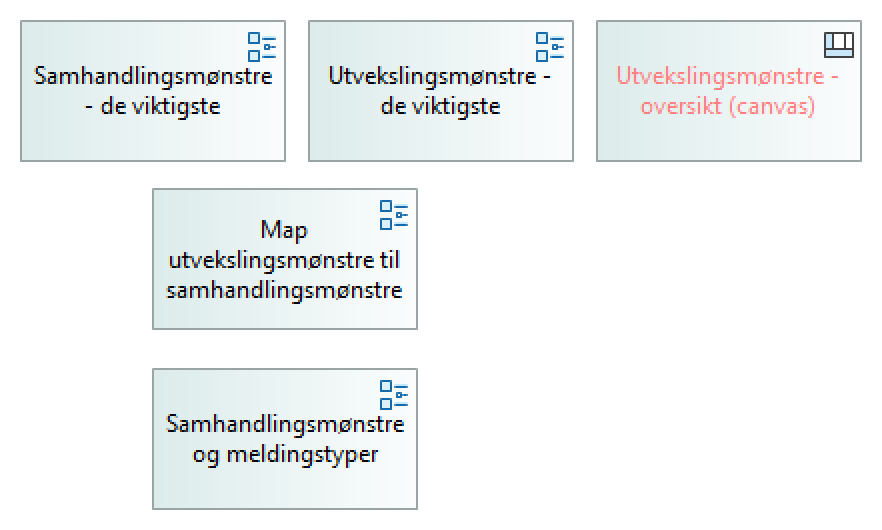 Samhandlingsmønstre
- de viktigste
Utvekslingsmønstre -
de viktigste
Utvekslingsmønstre -
oversikt (canvas)
Map
utvekslingsmønstre til
samhandlingsmønstre
Samhandlingsmønstre
og meldingstyper